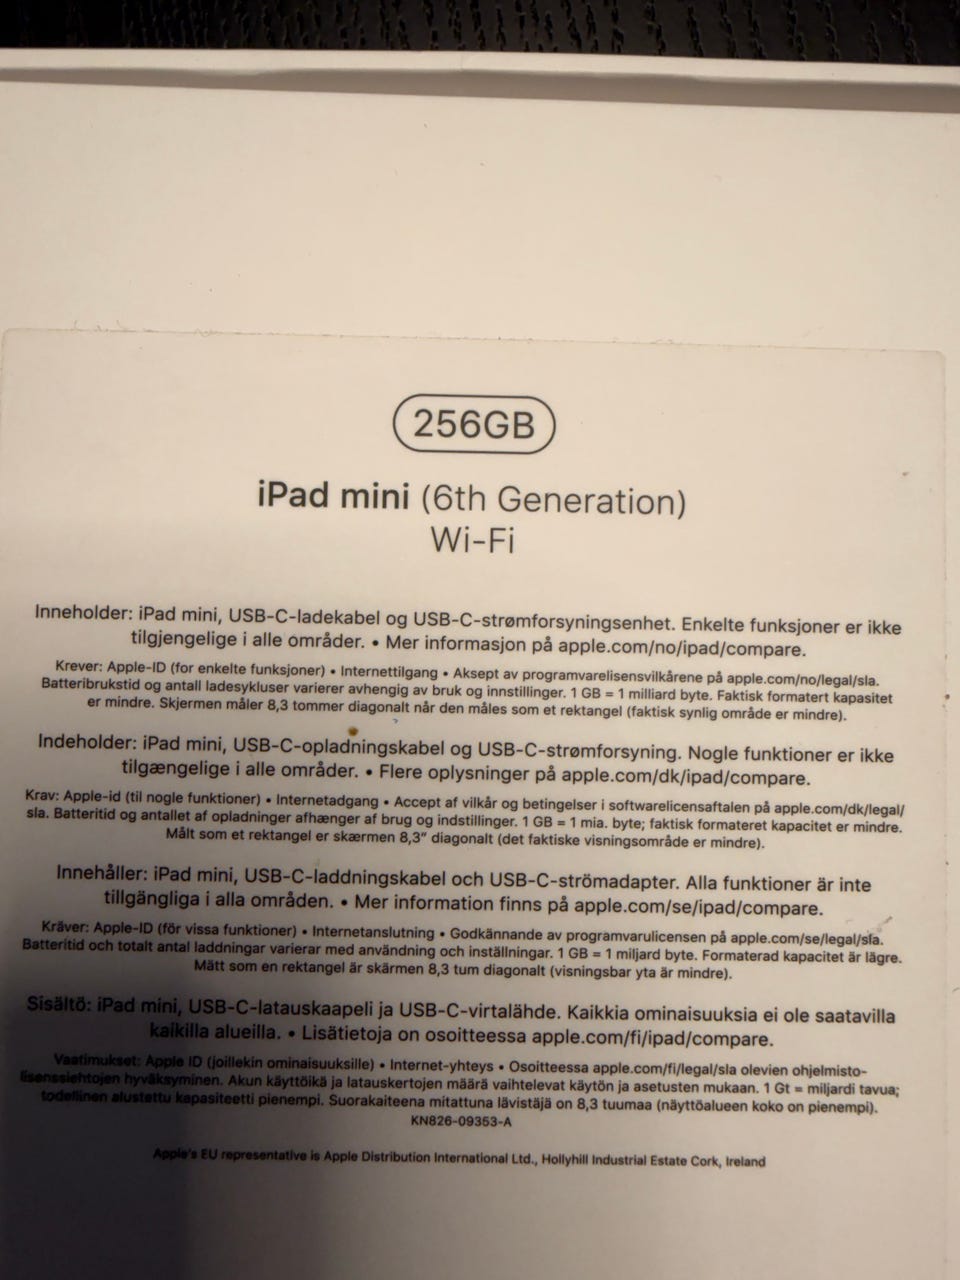 256GB
iPad mini (6th Generation)
Wi-Fi
Inneholder: iPad mini, USB-C-ladekabel og USB-C-strømforsyningsenhet. Enkelte funksjoner er ikke
tilgjengelige i alle områder. • Mer informasjon på apple.com/no/ipad/compare.
Krever: Apple-ID (for enkelte funksjoner) • Internettilgang • Aksept av programvarelisensvilkårene på apple.com/no/legal/sla.
Batteribrukstid og antall ladesykluser varierer avhengig av bruk og innstillinger. 1 GB = 1 milliard byte. Faktisk formatert kapasitet
er mindre. Skjermen måler 8,3 tommer diagonalt når den måles som et rektangel (faktisk synlig område er mindre).
Indeholder: iPad mini, USB-C-opladningskabel og USB-C-strømforsyning. Nogle funktioner er ikke
tilgængelige i alle områder. • Flere oplysninger på apple.com/dk/ipad/compare.
Krav: Apple-id (til nogle funktioner) • Internetadgang • Accept af vilkår og betingelser i softwarelicensaftalen på apple.com/dk/legal/
sla. Batteritid og antallet af opladninger afhænger af brug og indstillinger. 1 GB = 1 mia. byte; faktisk formateret kapacitet er mindre.
Målt som et rektangel er skærmen 8,3" diagonalt (det faktiske visningsområde er mindre).
Innehåller: iPad mini, USB-C-laddningskabel och USB-C-strömadapter. Alla funktioner är inte
tillgängliga i alla områden. • Mer information finns på apple.com/se/ipad/compare.
Kräver: Apple-ID (för vissa funktioner) • Internetanslutning • Godkännande av programvarulicensen på apple.com/se/legal/sla.
Batteritid och totalt antal laddningar varierar med användning och inställningar. 1 GB = 1 miljard byte. Formaterad kapacitet är lägre.
Mätt som en rektangel är skärmen 8,3 tum diagonalt (visningsbar yta är mindre).
Sisältö: iPad mini, USB-C-latauskaapeli ja USB-C-virtalähde. Kaikkia ominaisuuksia ei ole saatavilla
kaikilla alueilla. • Lisätietoja on osoitteessa apple.com/fi/ipad/compare.
Vaatimukset: Apple ID (joillekin ominaisuuksille) • Internet-yhteys • Osoitteessa apple.com/fi/legal/sla olevien ohjelmisto-
lisenssiehtojen hyväksyminen. Akun käyttöikä ja latauskertojen määrä vaihtelevat käytön ja asetusten mukaan. 1 Gt = miljardi tavua;
todellinen alustettu kapasiteetti pienempi. Suorakaiteena mitattuna lävistäjä on 8,3 tuumaa (näyttöalueen koko on pienempi).
KN826-09353-A
Apple's EU representative is Apple Distribution International Ltd., Hollyhill Industrial Estate Cork, Ireland